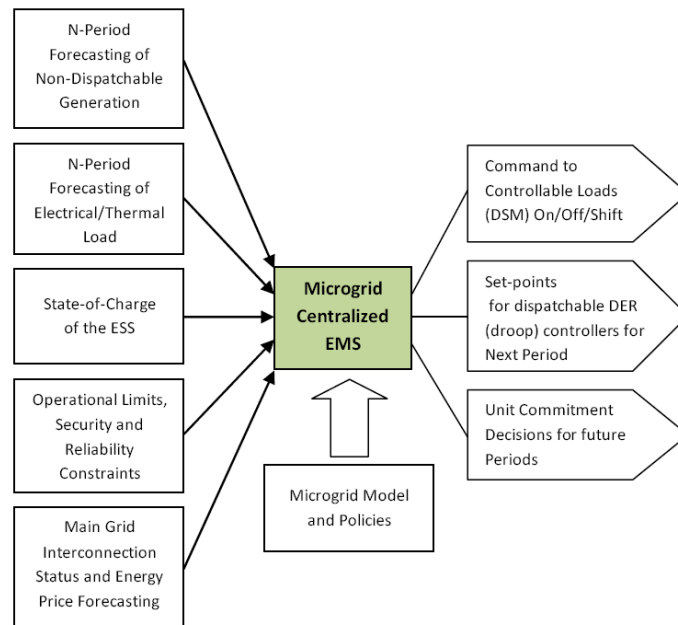 N-Period
Forecasting of
Non-Dispatchable
Generation
N-Period
Forecasting of
Electrical/Thermal
Load
State-of-Charge
of the ESS
Operational Limits,
Security and
Reliability
Constraints
Main Grid
Interconnection
Status and Energy
Price Forecasting
Microgrid
Centralized
EMS
Microgrid Model
and Policies
Command to
Controllable Loads
(DSM) On/Off/Shift
Set-points
for dispatchable DER
(droop) controllers for
Next Period
Unit Commitment
Decisions for future
Periods